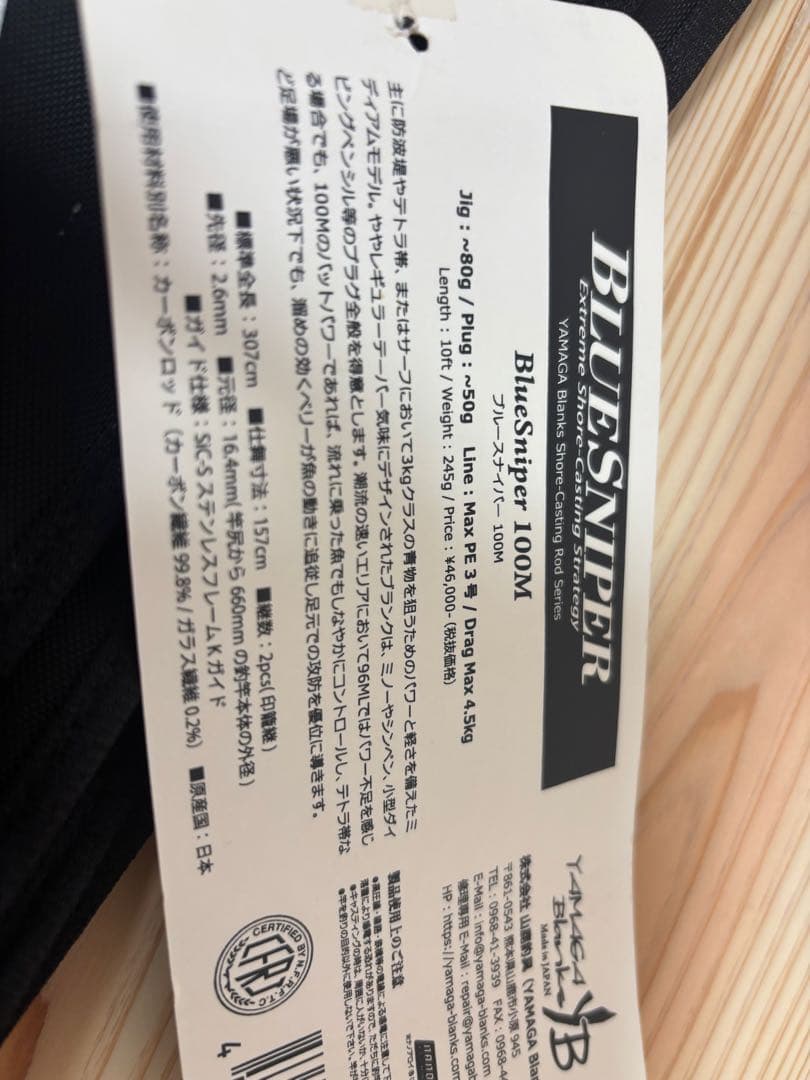 BLUESNIPER
Extreme Shore-Casting Strategy
YAMAGA Blanks Shore-Casting Rod Series
BlueSniper 100M
ブルースナイパー 100M
Jig : ~80g / Plug : ~50g Line : Max PE 3号 / Drag Max 4.5kg
Length : 10ft / Weight : 245g / Price : ¥46,000- (税抜価格)
主に防波堤やテトラ帯、またはサーフにおいて3kgクラスの青物を狙うためのパワーと軽さを備えたミ
ディアムモデル。ややレギュラーテーパー気味にデザインされたブランクは、ミノーやシンペン、小型ダイ
ビングペンシル等のプラグ全般を得意とします。潮流の速いエリアにおいて96MLではパワー不足を感じ
る場合でも、100Mのバットパワーであれば、流れに乗った魚でもしなやかにコントロールし、テトラ帯な
ど足場が悪い状況下でも、溜めの効くベリーが魚の動きに追従し足元での攻防を優位に導きます。
■標準全長：307cm ■仕舞寸法：157cm ■継数：2pcs(印籠継)
■先径：2.6mm ■元径：16.4mm(竿尻から660mmの釣竿本体の外径)
■ガイド仕様：SiC-S ステンレスフレームKガイド
■使用材料別名称：カーボンロッド（カーボン繊維 99.8% / ガラス繊維 0.2%） ■原産国：日本
YAMAGA
Blanks
Made in JAPAN
YB
株式会社 山鹿釣具（YAMAGA Blan
〒861-0543 熊本県山鹿市小原 945
TEL : 0968-41-3939 FAX : 0968-4
E-Mail : info@yamaga-blanks.com
修理専用 E-Mail : repair@yamagab
HP : https://yamaga-blanks.com
製品使用上のご注意
CERTIFIED BY N.F.R.F.T.C
4